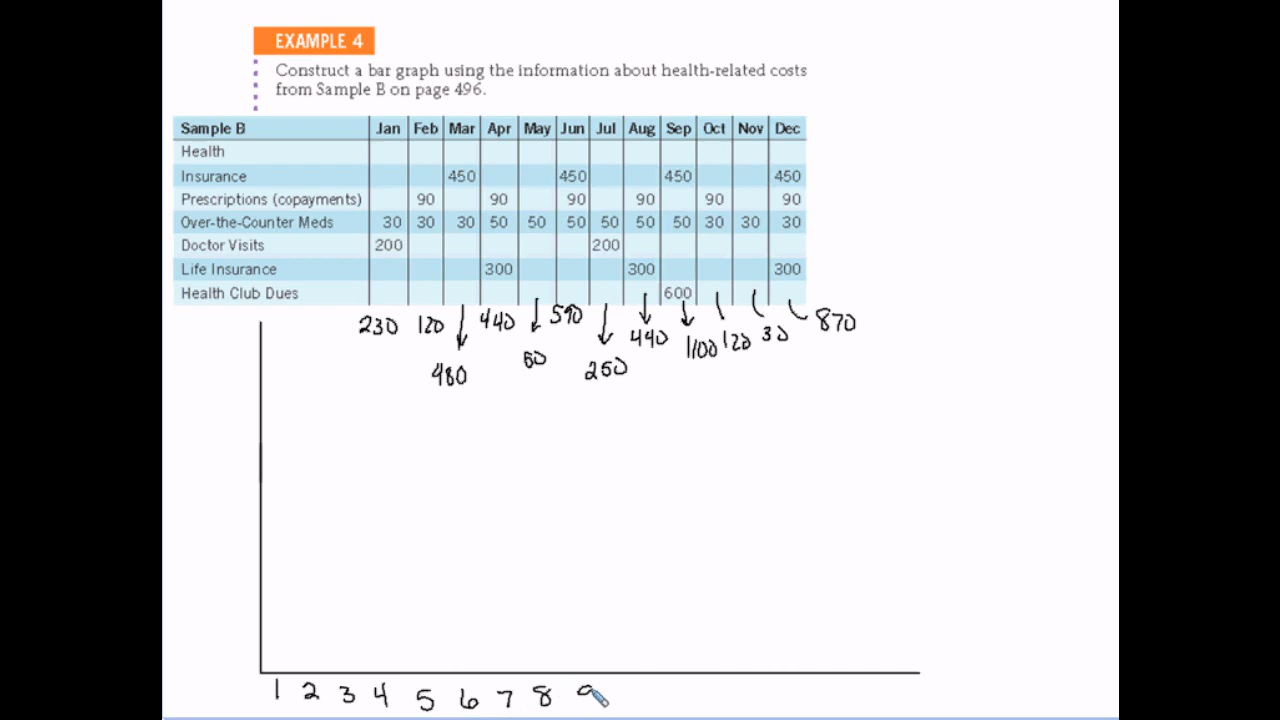 EXAMPLE 4
Construct a bar graph using the information about health-related costs
from Sample B on page 496.
Sample B Jan Feb Mar Apr May Jun Jul Aug Sep Oct Nov Dec
Health
Insurance 450 450 450 450
Prescriptions (copayments) 90 90 90 90 90 90
Over-the-Counter Meds 30 30 30 50 50 50 50 50 50 30 30 30
Doctor Visits 200 200
Life Insurance 300 300 300
Health Club Dues 600
230 120 440 590 870
440 1100 120 30
480 50 250
1 2 3 4 5 6 7 8 9